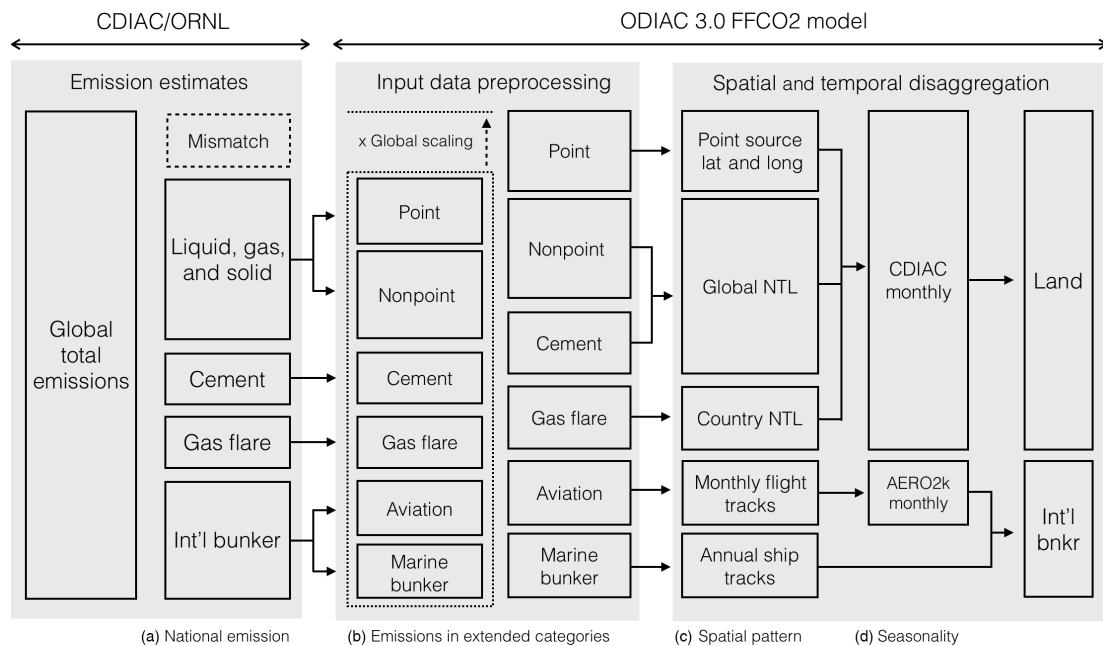 CDIAC/ORNL
ODIAC 3.0 FFCO2 model
Emission estimates
Input data preprocessing
Spatial and temporal disaggregation
Global
total
emissions
Mismatch
Liquid, gas,
and solid
Cement
Gas flare
Int'l bunker
x Global scaling
Point
Nonpoint
Cement
Gas flare
Aviation
Marine
bunker
Point
Nonpoint
Cement
Gas flare
Aviation
Marine
bunker
Point source
lat and long
Global NTL
Country NTL
Monthly flight
tracks
Annual ship
tracks
CDIAC
monthly
AERO2k
monthly
Land
Int'l
bnkr
(a) National emission
(b) Emissions in extended categories
(c) Spatial pattern
(d) Seasonality